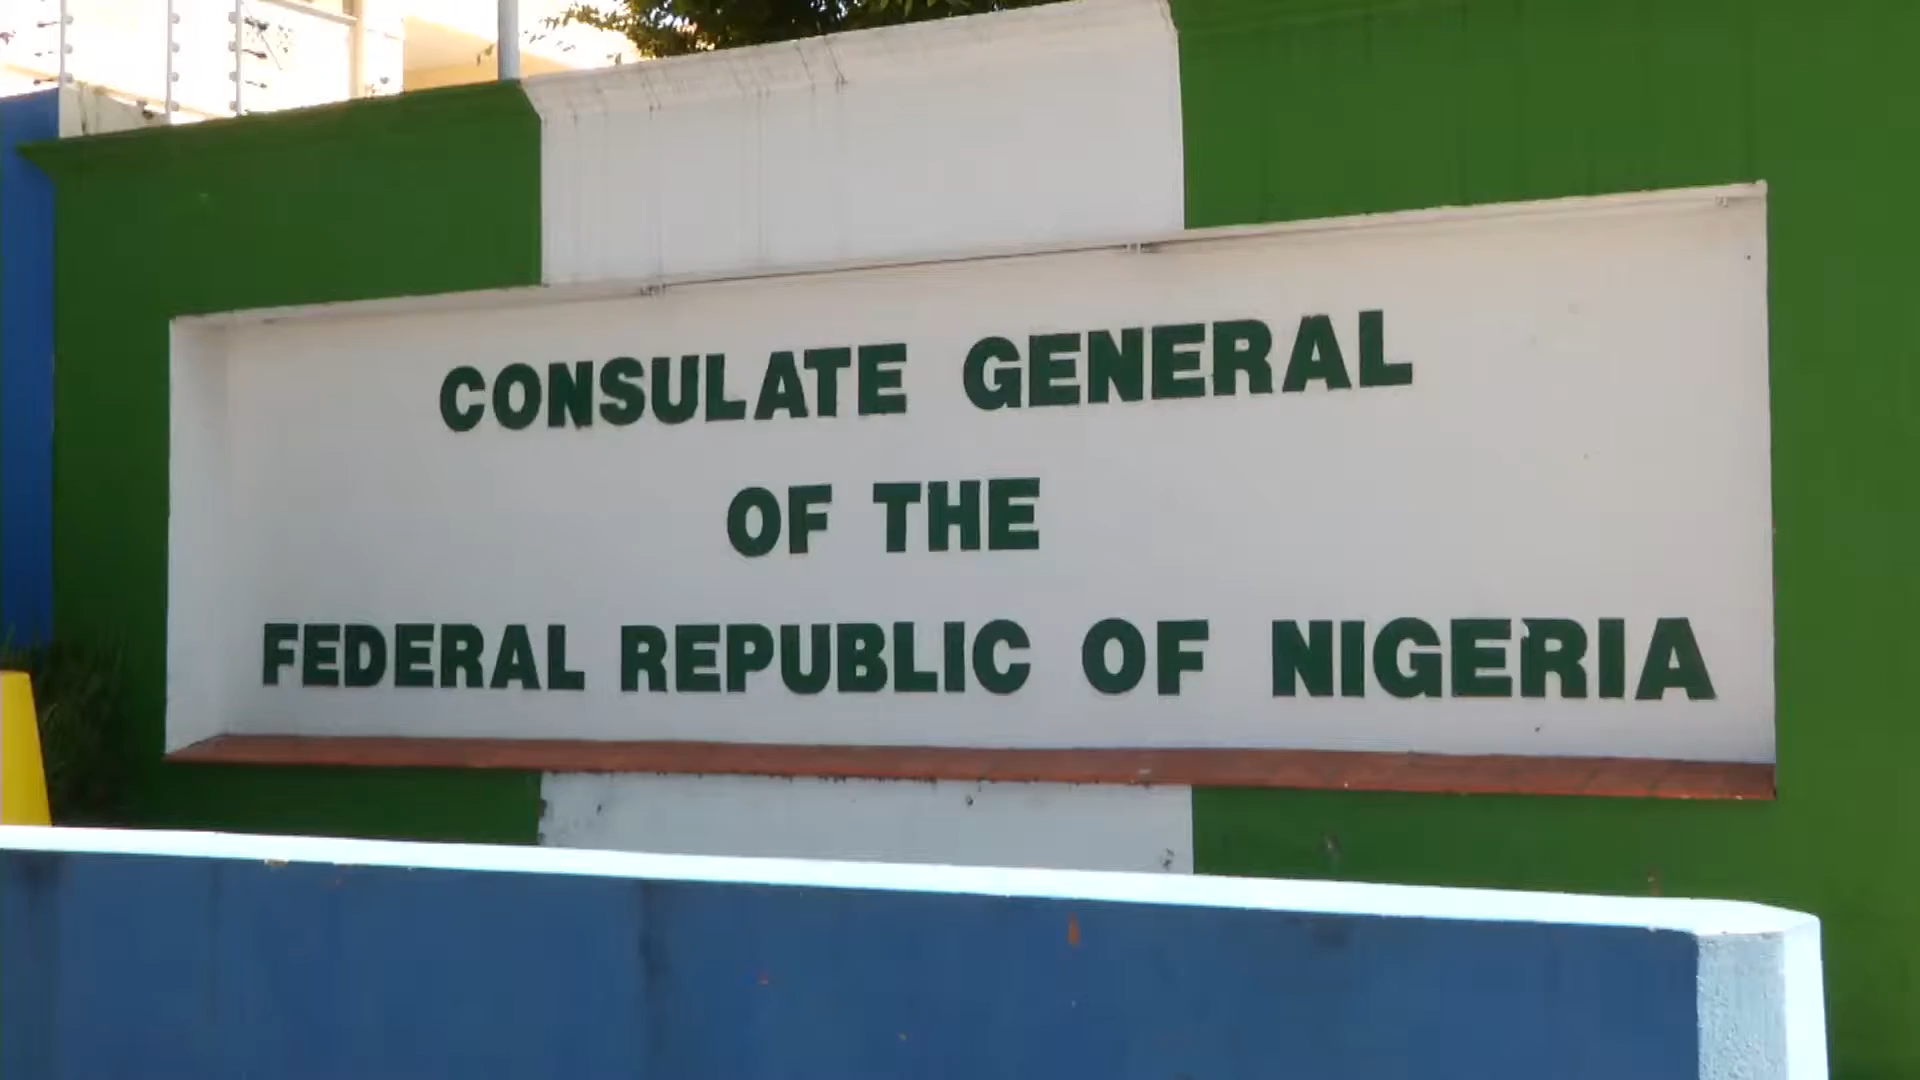 CONSULATE GENERAL
OF THE
FEDERAL REPUBLIC OF NIGERIA